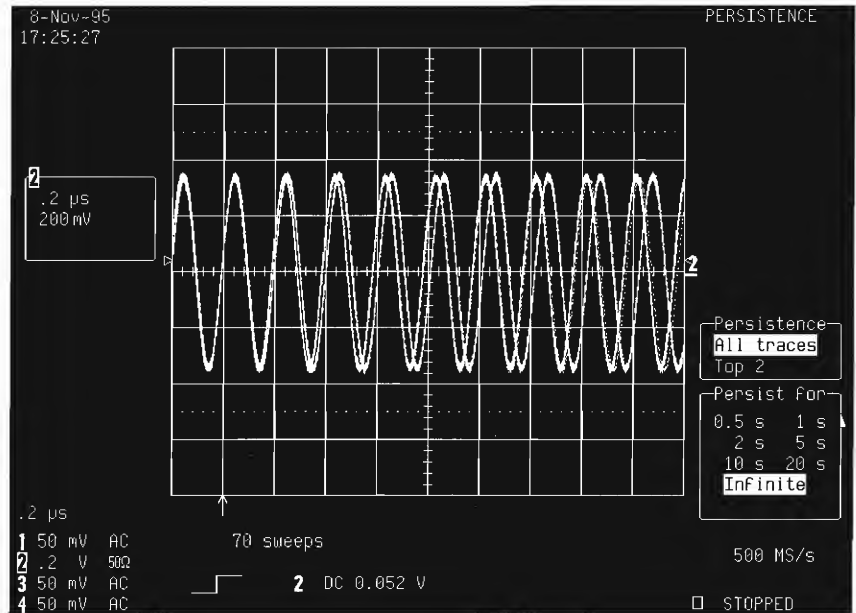 8-Nov-95
17:25:27
PERSISTENCE
2
.2 µs
200 mV
2
Persistence
All traces
Top 2
Persist for
0.5 s 1 s
2 s 5 s
10 s 20 s
Infinite
.2 µs
1 50 mV AC
2 .2 V 50Ω
3 50 mV AC
4 50 mV AC
70 sweeps
2 DC 0.052 V
500 MS/s
STOPPED